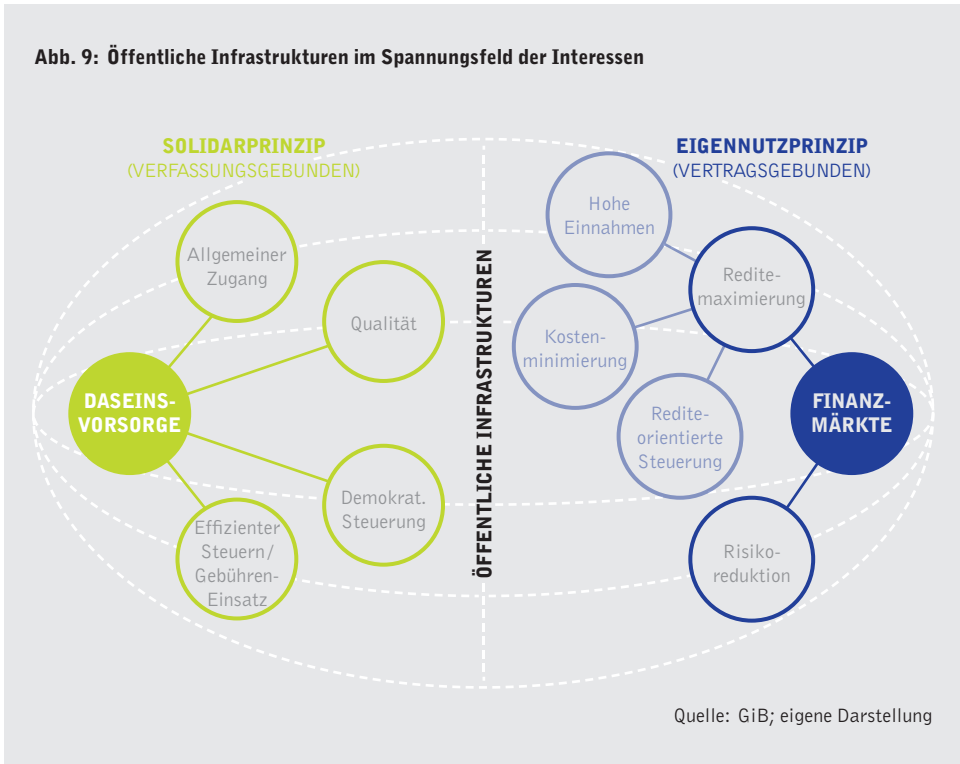 Abb. 9: Öffentliche Infrastrukturen im Spannungsfeld der Interessen
SOLIDARPRINZIP
(VERFASSUNGSGEBUNDEN)
Allgemeiner
Zugang
Qualität
DASEINS-
VORSORGE
Demokrat.
Steuerung
Effizienter
Steuern/
Gebühren-
Einsatz
ÖFFENTLICHE INFRASTRUKTUREN
EIGENNUTZPRINZIP
(VERTRAGSGEBUNDEN)
Hohe
Einnahmen
Redite-
maximierung
Kosten-
minimierung
Redite-
orientierte
Steuerung
FINANZ-
MÄRKTE
Risiko-
reduktion
Quelle: GiB; eigene Darstellung